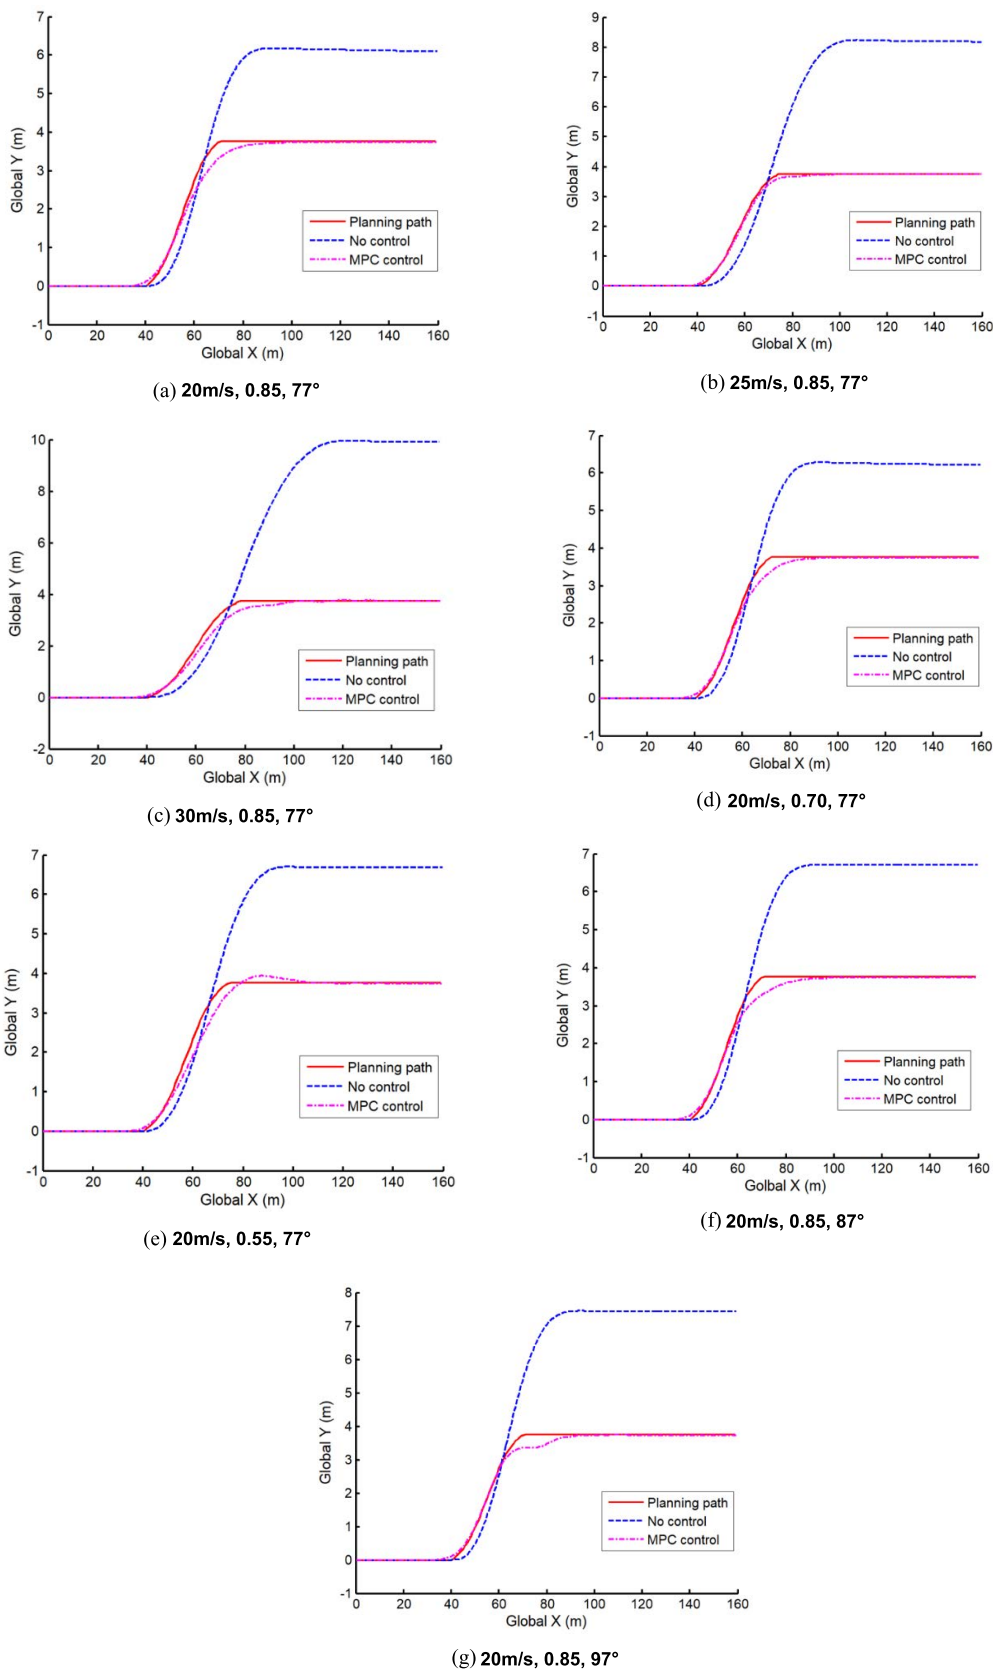 7
6
5
4
3
2
1
0
-1
Global Y (m)
Planning path
No control
MPC control
0 20 40 60 80 100 120 140 160
Global X (m)
(a) 20m/s, 0.85, 77°
9
8
7
6
5
4
3
2
1
0
-1
Global Y (m)
Planning path
No control
MPC control
0 20 40 60 80 100 120 140 160
Global X (m)
(b) 25m/s, 0.85, 77°
10
8
6
4
2
0
-2
Global Y (m)
Planning path
No control
MPC control
0 20 40 60 80 100 120 140 160
Global X (m)
(c) 30m/s, 0.85, 77°
7
6
5
4
3
2
1
0
-1
Global Y (m)
Planning path
No control
MPC control
0 20 40 60 80 100 120 140 160
Global X (m)
(d) 20m/s, 0.70, 77°
7
6
5
4
3
2
1
0
-1
Global Y (m)
Planning path
No control
MPC control
0 20 40 60 80 100 120 140 160
Global X (m)
(e) 20m/s, 0.55, 77°
7
6
5
4
3
2
1
0
-1
Global Y (m)
Planning path
No control
MPC control
0 20 40 60 80 100 120 140 160
Golbal X (m)
(f) 20m/s, 0.85, 87°
8
7
6
5
4
3
2
1
0
-1
Global Y (m)
Planning path
No control
MPC control
0 20 40 60 80 100 120 140 160
Global X (m)
(g) 20m/s, 0.85, 97°